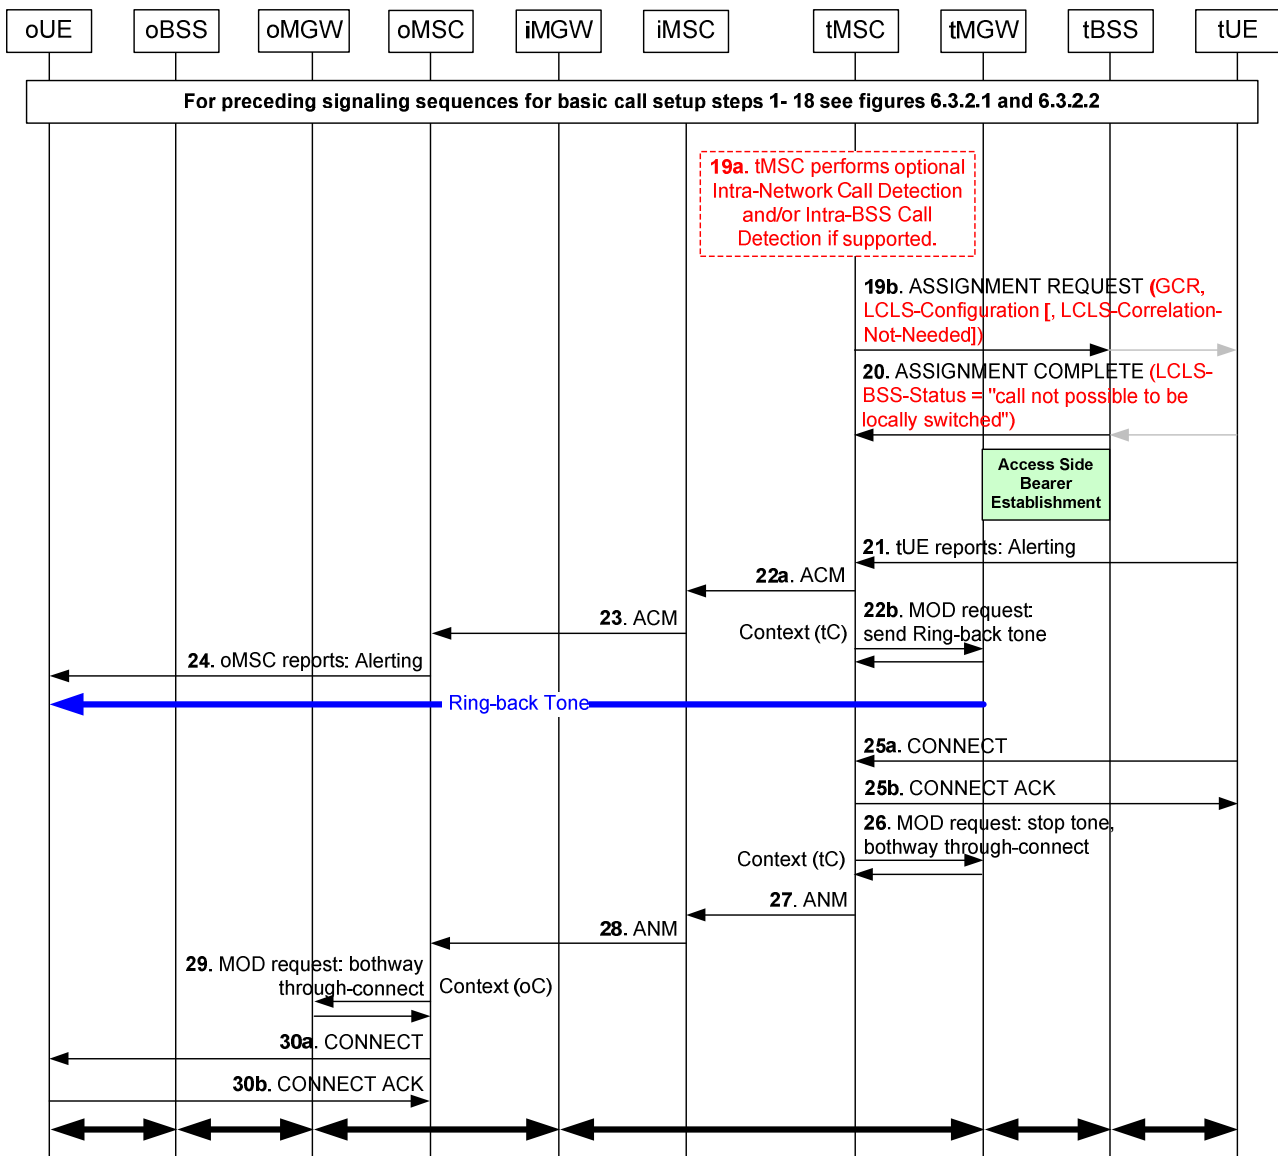 oUE oBSS oMGW oMSC iMGW iMSC tMSC tMGW tBSS tUE
For preceding signaling sequences for basic call setup steps 1- 18 see figures 6.3.2.1 and 6.3.2.2
19a. tMSC performs optional
Intra-Network Call Detection
and/or Intra-BSS Call
Detection if supported.
19b. ASSIGNMENT REQUEST (GCR,
LCLS-Configuration [, LCLS-Correlation-
Not-Needed])
20. ASSIGNMENT COMPLETE (LCLS-
BSS-Status = "call not possible to be
locally switched")
Access Side
Bearer
Establishment
21. tUE reports: Alerting
22a. ACM
23. ACM
Context (tC)
22b. MOD request:
send Ring-back tone
24. oMSC reports: Alerting
Ring-back Tone
25a. CONNECT
25b. CONNECT ACK
26. MOD request: stop tone,
bothway through-connect
Context (tC)
27. ANM
28. ANM
29. MOD request: bothway
through-connect
Context (oC)
30a. CONNECT
30b. CONNECT ACK